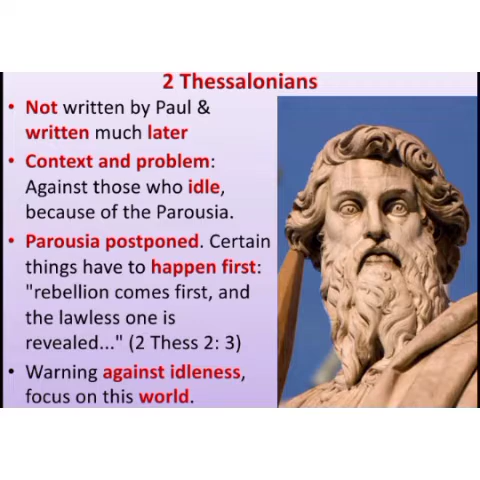 2 Thessalonians
• Not written by Paul &
written much later
• Context and problem:
Against those who idle,
because of the Parousia.
• Parousia postponed. Certain
things have to happen first:
"rebellion comes first, and
the lawless one is
revealed..." (2 Thess 2: 3)
• Warning against idleness,
focus on this world.